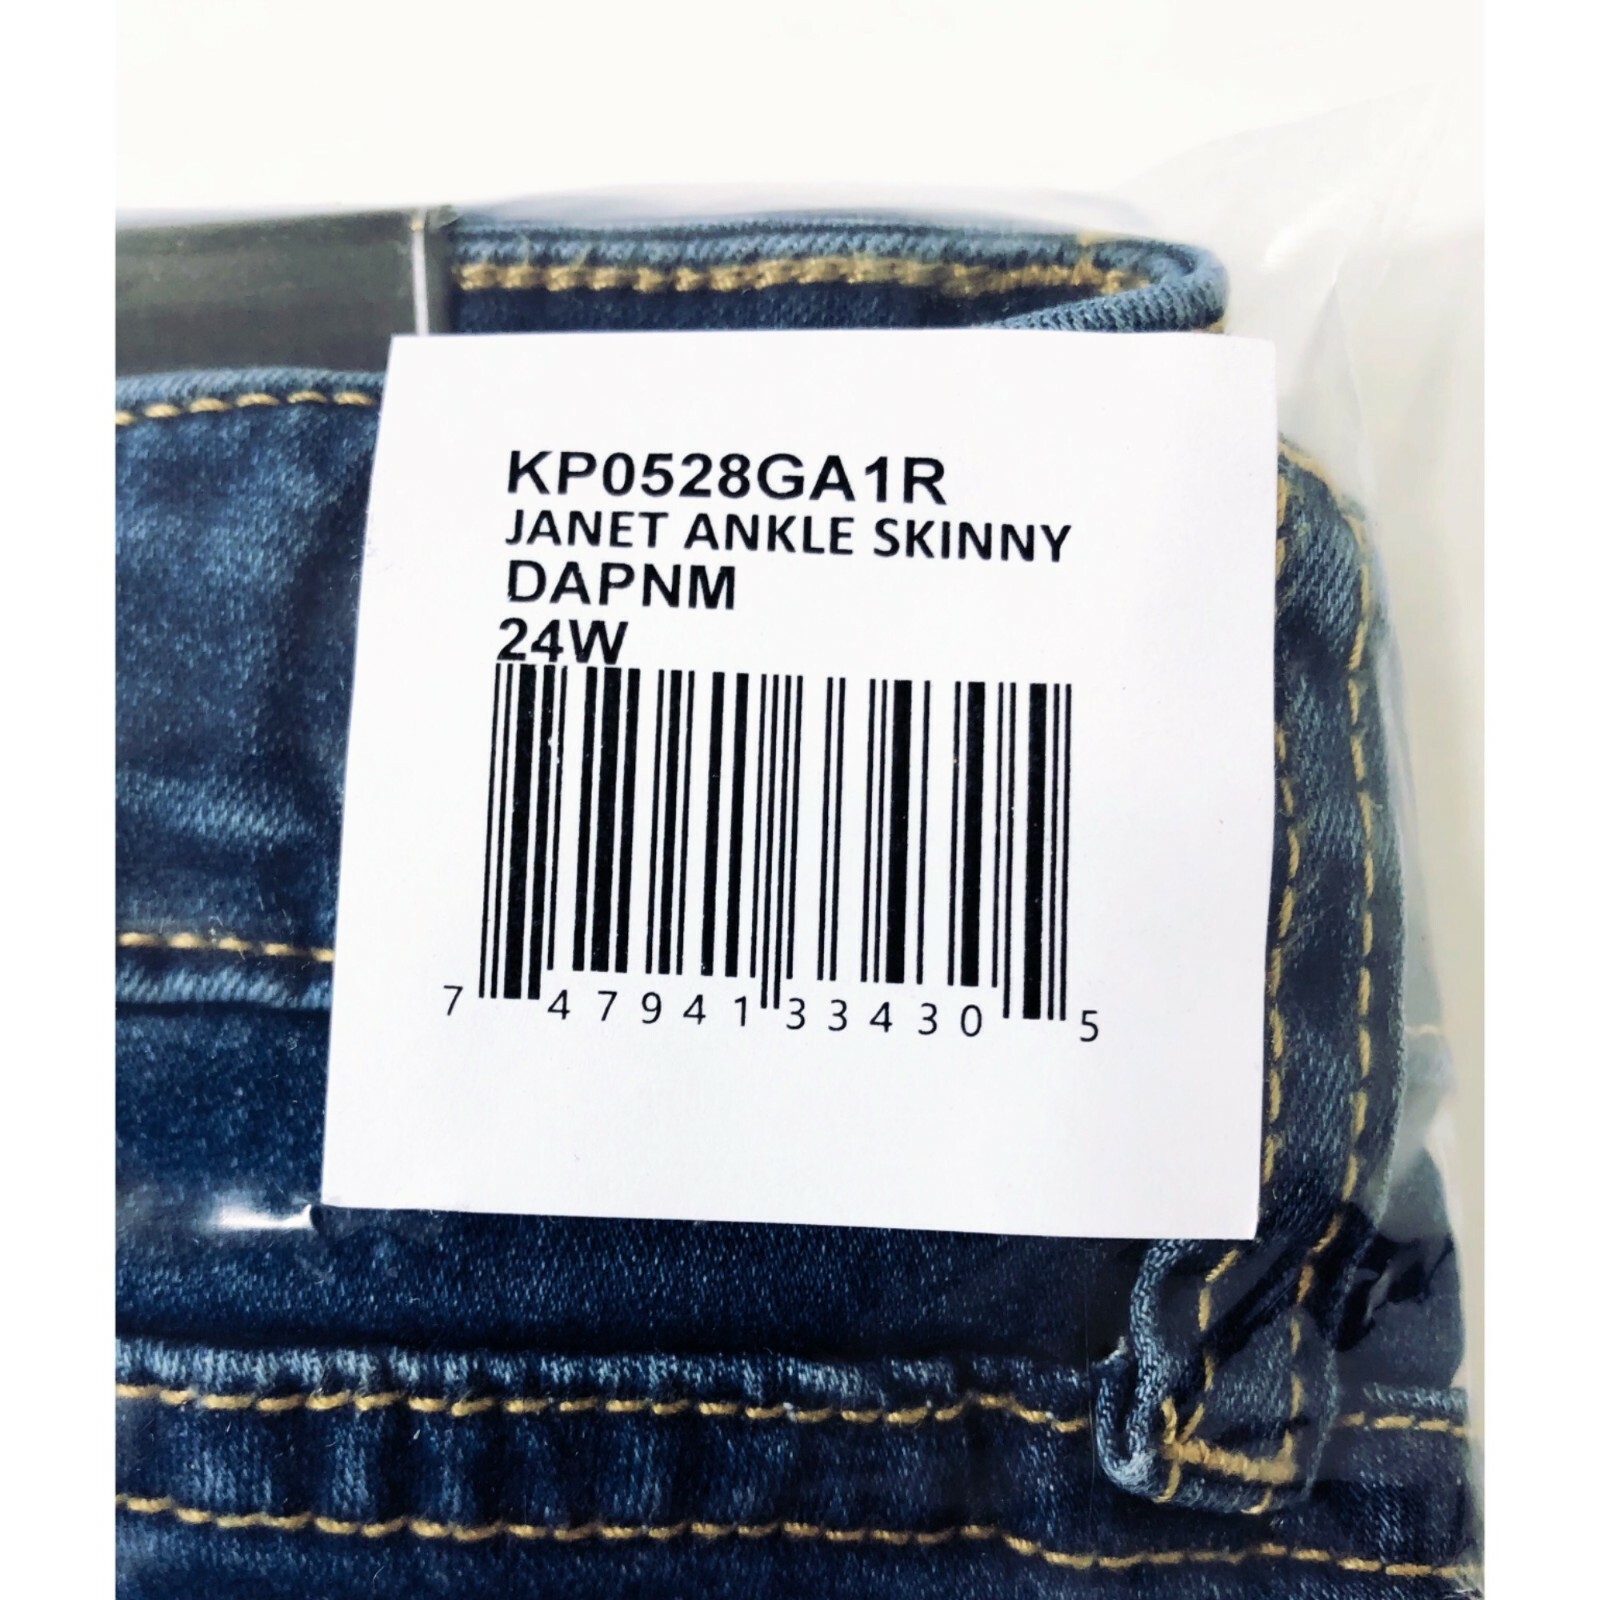 KP0528GA1R
JANET ANKLE SKINNY
DAPNM
24W
7 47941 33430 5